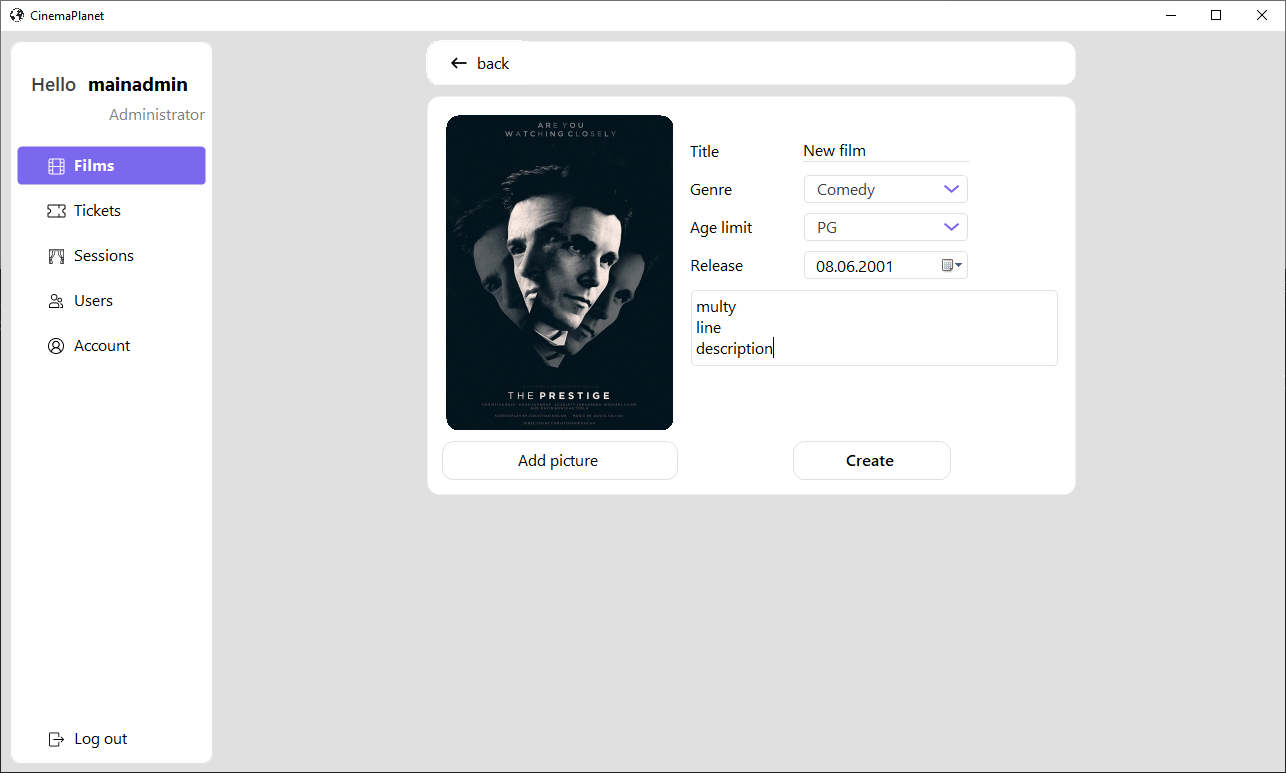 CinemaPlanet
Hello mainadmin
Administrator
Films
Tickets
Sessions
Users
Account
Log out
back
ARE YOU
WATCHING CLOSELY
THE PRESTIGE
Add picture
Title New film
Genre Comedy
Age limit PG
Release 08.06.2001
multy
line
description
Create